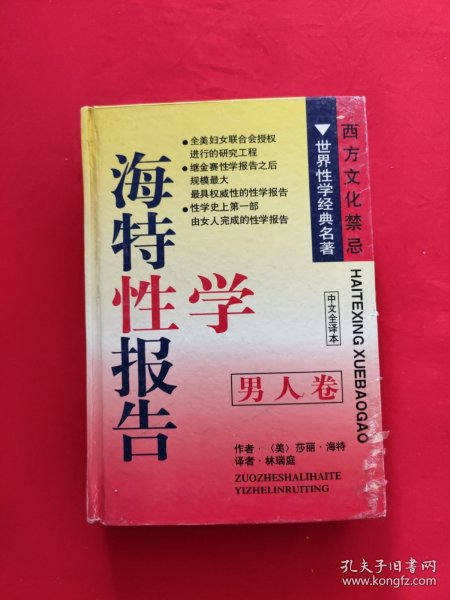 西方文化禁忌
▼世界性学经典名著
●全美妇女联合会授权
进行的研究工程
●继金赛性学报告之后
规模最大
最具权威性的性学报告
●性学史上第一部
由女人完成的性学报告
海特性学报告
HAITEXING XUEBAOGAO
中文全译本
男人卷
作者·〈美〉莎丽·海特
译者·林瑞庭
ZUOZHESHALIHAITE
YIZHELINRUITING
孔夫子旧书网
www.kongfz.com